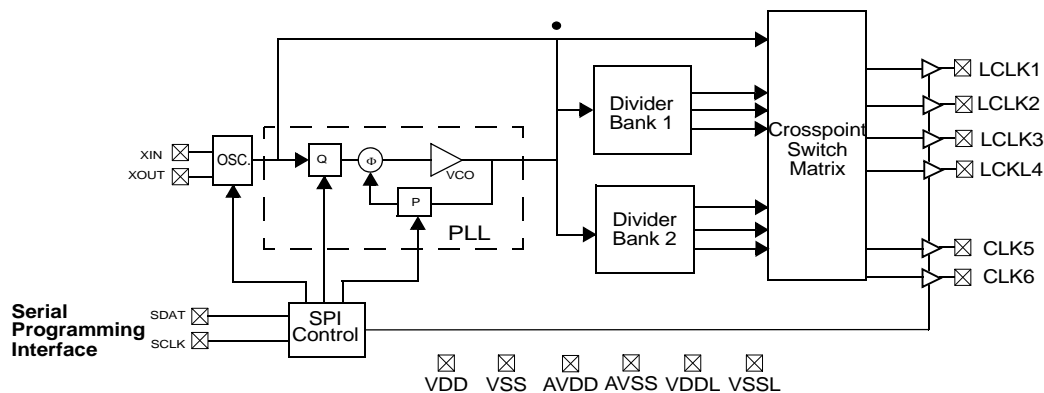 XIN
XOUT
OSC.
Q
Φ
VCO
P
PLL
Divider
Bank 1
Divider
Bank 2
Crosspoint
Switch
Matrix
LCLK1
LCLK2
LCLK3
LCKL4
CLK5
CLK6
Serial
Programming
Interface
SDAT
SCLK
SPI
Control
VDD VSS AVDD AVSS VDDL VSSL